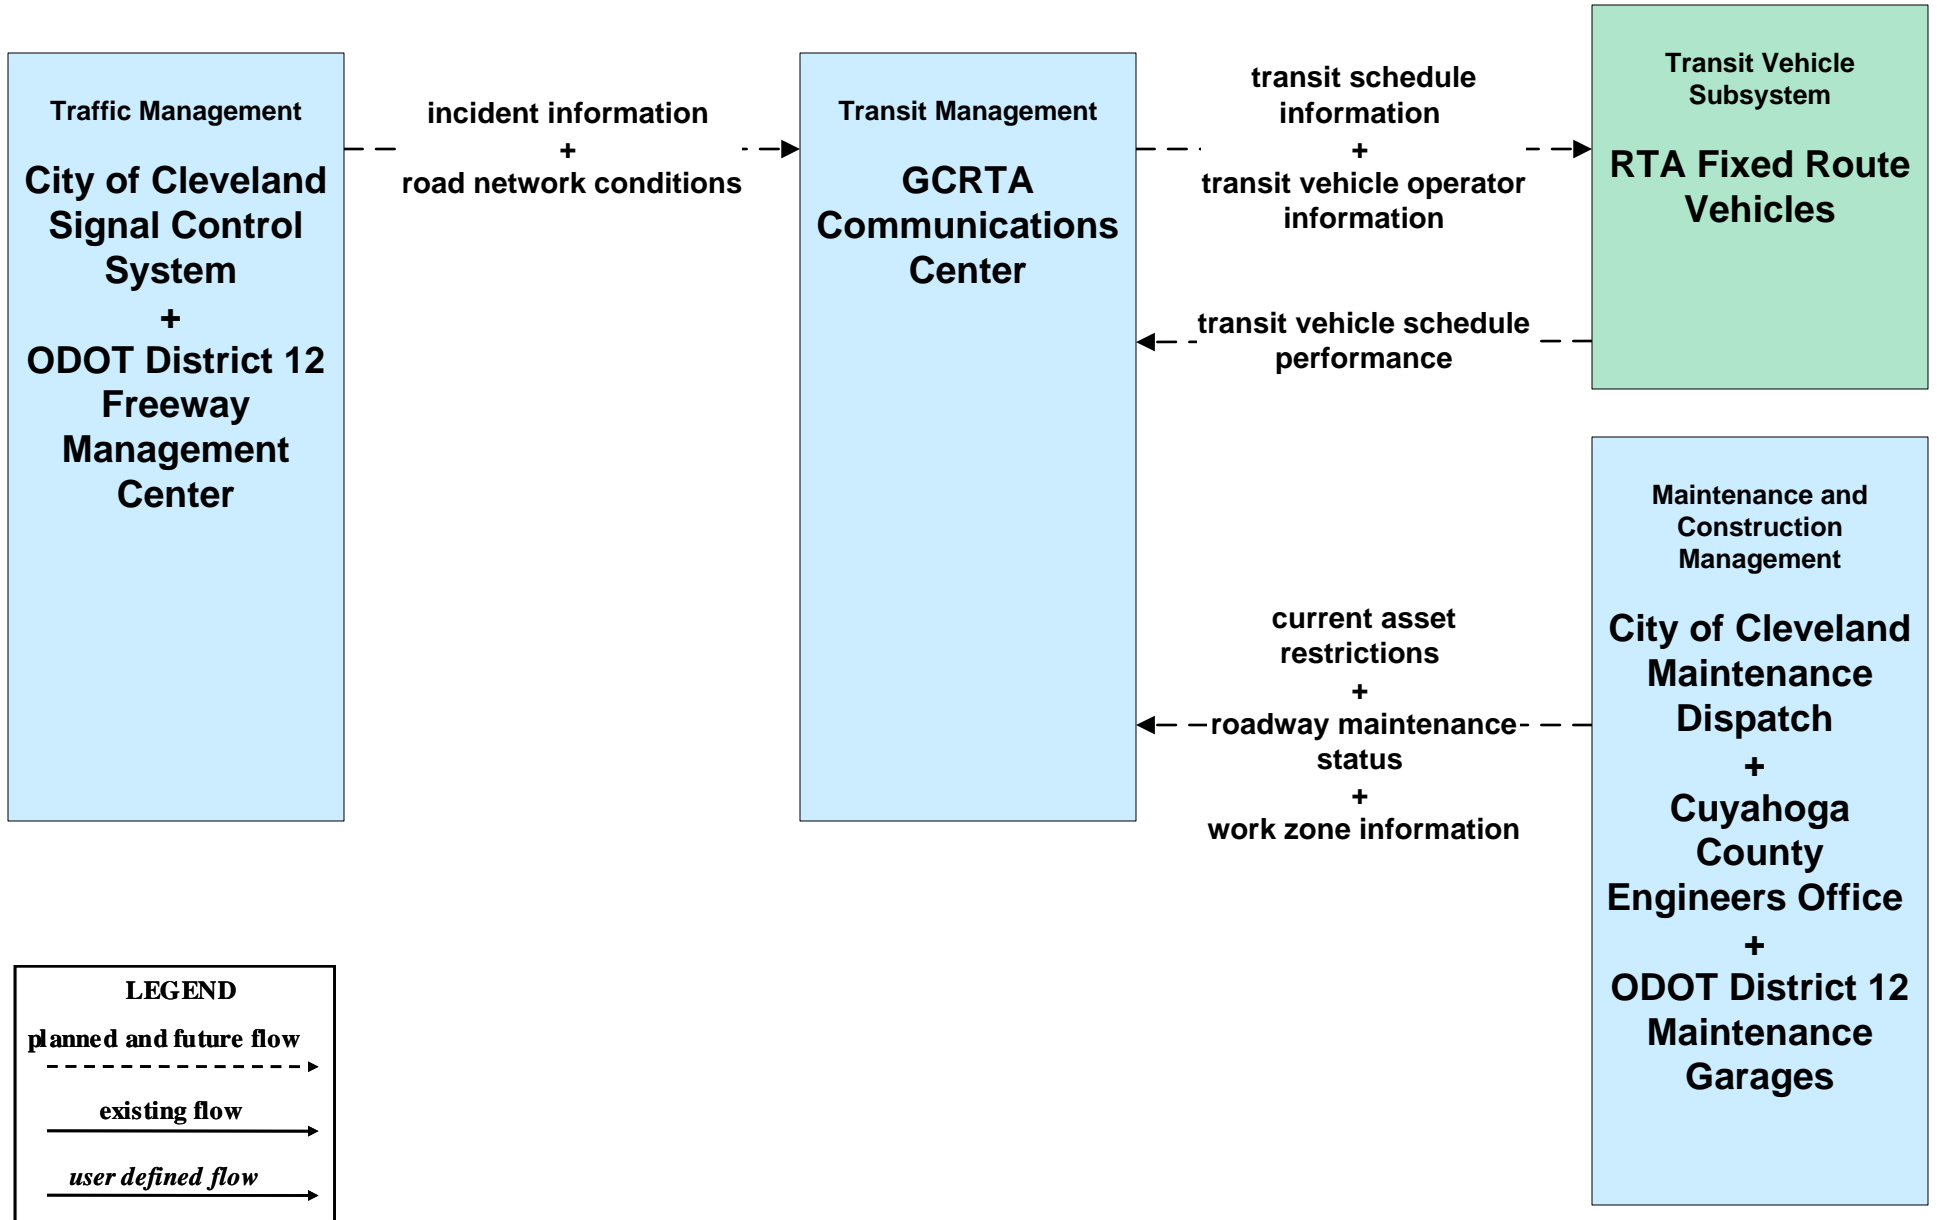 Traffic Management
City of Cleveland
Signal Control
System
+
ODOT District 12
Freeway
Management
Center
incident information
+
road network conditions
Transit Management
GCRTA
Communications
Center
transit schedule
information
+
transit vehicle operator
information
transit vehicle schedule
performance
Transit Vehicle
Subsystem
RTA Fixed Route
Vehicles
current asset
restrictions
+
roadway maintenance
status
+
work zone information
Maintenance and
Construction
Management
City of Cleveland
Maintenance
Dispatch
+
Cuyahoga
County
Engineers Office
+
ODOT District 12
Maintenance
Garages
LEGEND
planned and future flow
existing flow
user defined flow